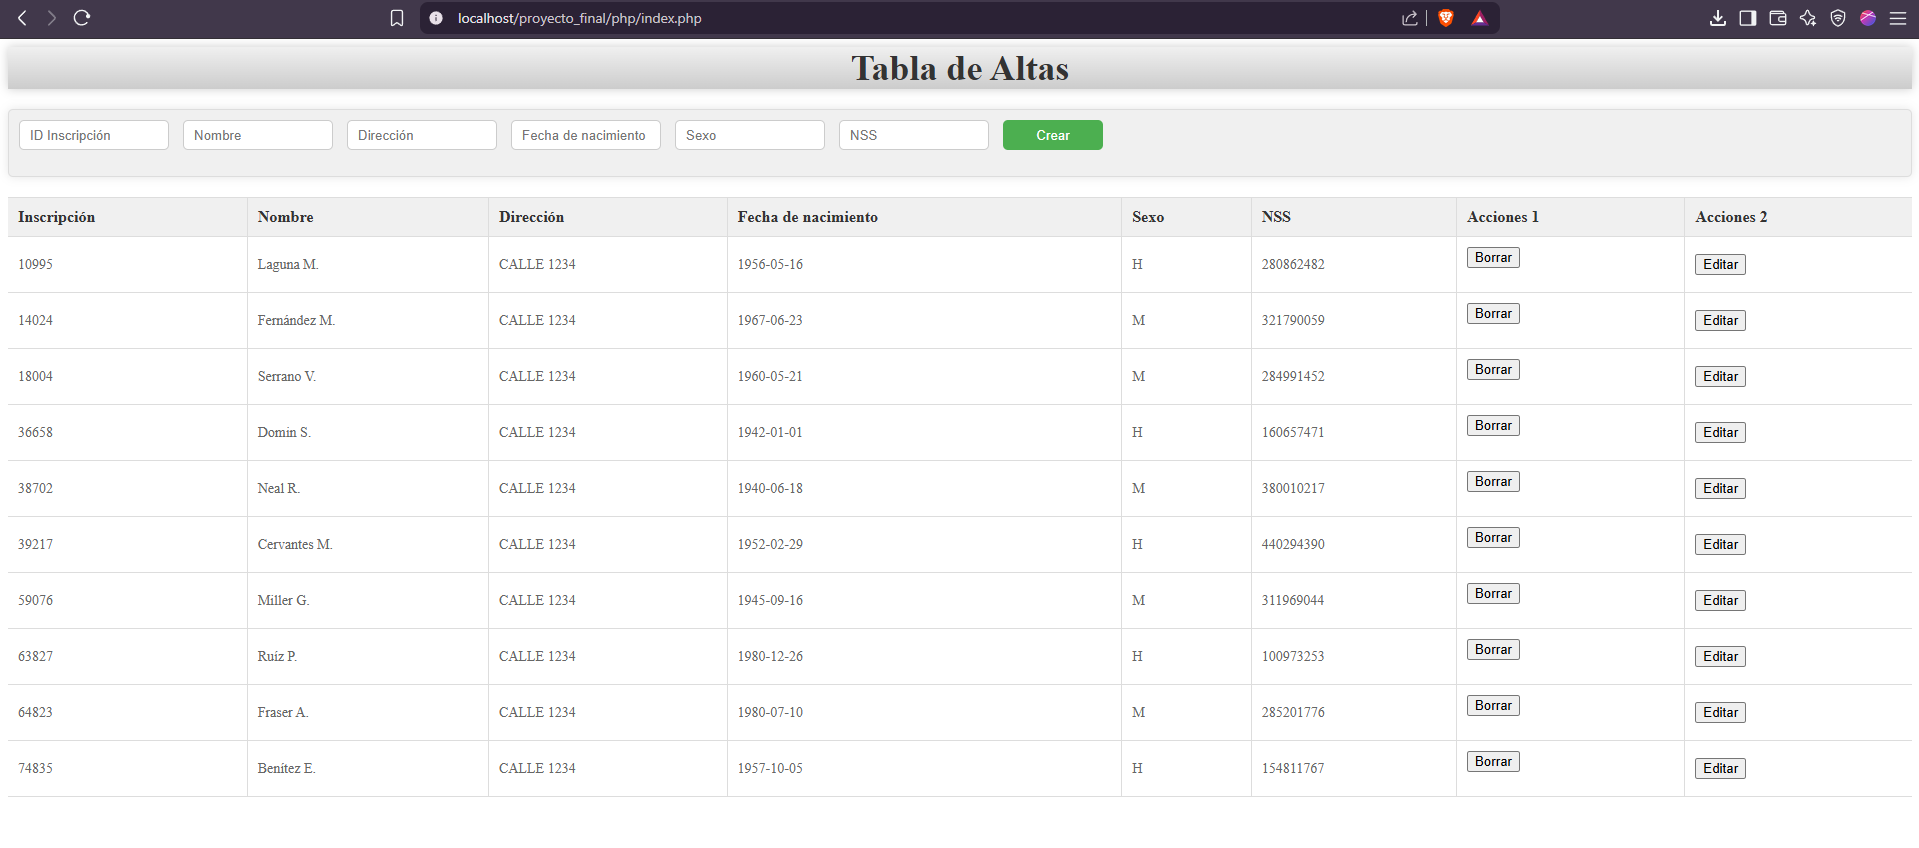 localhost/proyecto_final/php/index.php
Tabla de Altas
ID Inscripción Nombre Dirección Fecha de nacimiento Sexo NSS Crear
Inscripción Nombre Dirección Fecha de nacimiento Sexo NSS Acciones 1 Acciones 2
10995 Laguna M. CALLE 1234 1956-05-16 H 280862482 Borrar Editar
14024 Fernández M. CALLE 1234 1967-06-23 M 321790059 Borrar Editar
18004 Serrano V. CALLE 1234 1960-05-21 M 284991452 Borrar Editar
36658 Domin S. CALLE 1234 1942-01-01 H 160657471 Borrar Editar
38702 Neal R. CALLE 1234 1940-06-18 M 380010217 Borrar Editar
39217 Cervantes M. CALLE 1234 1952-02-29 H 440294390 Borrar Editar
59076 Miller G. CALLE 1234 1945-09-16 M 311969044 Borrar Editar
63827 Ruíz P. CALLE 1234 1980-12-26 H 100973253 Borrar Editar
64823 Fraser A. CALLE 1234 1980-07-10 M 285201776 Borrar Editar
74835 Benítez E. CALLE 1234 1957-10-05 H 154811767 Borrar Editar